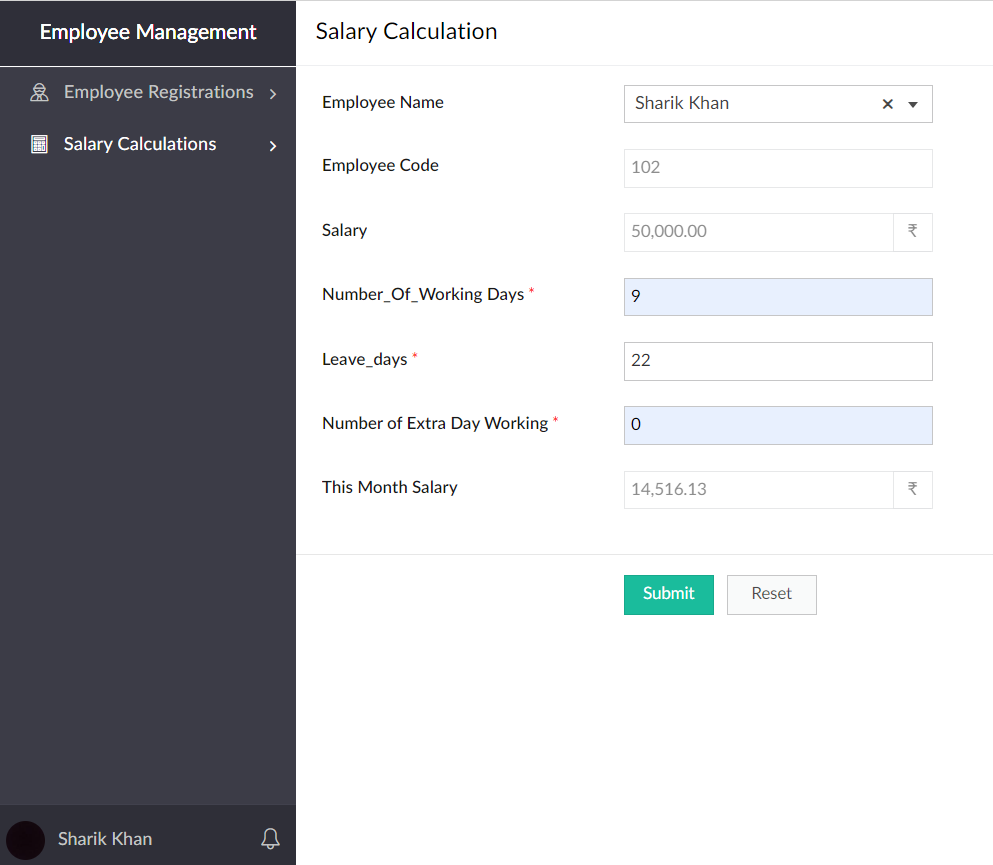 Employee Management
Employee Registrations
Salary Calculations
Sharik Khan
Salary Calculation
Employee Name
Sharik Khan
Employee Code
102
Salary
50,000.00 ₹
Number_Of_Working Days *
9
Leave_days *
22
Number of Extra Day Working *
0
This Month Salary
14,516.13 ₹
Submit
Reset